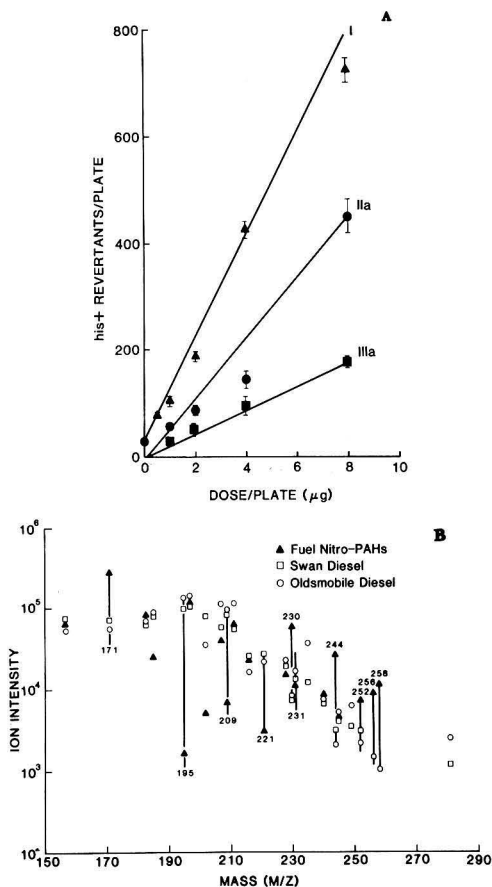 A
800
600
400
200
0
his+ REVERTANTS/PLATE
I
IIa
IIIa
0 2 4 6 8 10
DOSE/PLATE (μg)
B
10⁶
10⁵
10⁴
10³
10²
ION INTENSITY
▲ Fuel Nitro-PAHs
□ Swan Diesel
○ Oldsmobile Diesel
171
195
209
221
230
231
244
252
256
258
150 170 190 210 230 250 270 290
MASS (M/Z)